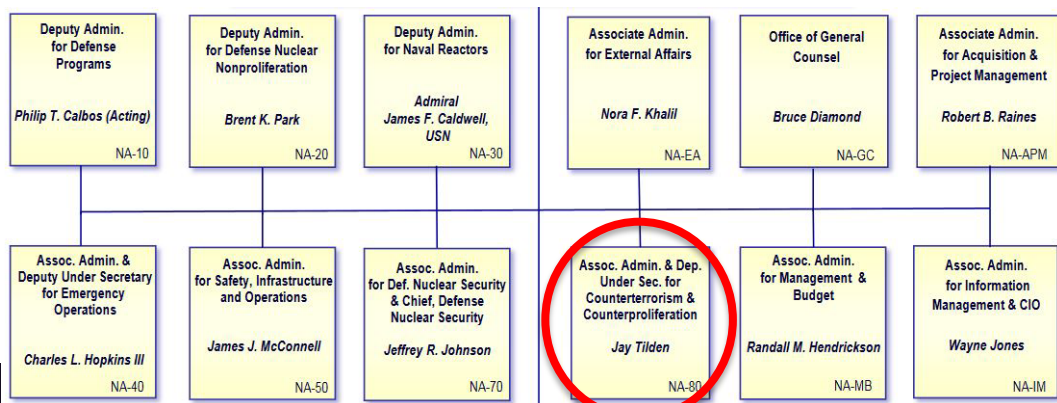 Deputy Admin.
for Defense
Programs
Philip T. Calbos (Acting)
NA-10
Deputy Admin.
for Defense Nuclear
Nonproliferation
Brent K. Park
NA-20
Deputy Admin.
for Naval Reactors
Admiral
James F. Caldwell,
USN
NA-30
Associate Admin.
for External Affairs
Nora F. Khalil
NA-EA
Office of General
Counsel
Bruce Diamond
NA-GC
Associate Admin.
for Acquisition &
Project Management
Robert B. Raines
NA-APM
Assoc. Admin. &
Deputy Under Secretary
for Emergency
Operations
Charles L. Hopkins III
NA-40
Assoc. Admin.
for Safety, Infrastructure
and Operations
James J. McConnell
NA-50
Assoc. Admin.
for Def. Nuclear Security
& Chief, Defense
Nuclear Security
Jeffrey R. Johnson
NA-70
Assoc. Admin. & Dep.
Under Sec. for
Counterterrorism &
Counterproliferation
Jay Tilden
NA-80
Assoc. Admin.
for Management &
Budget
Randall M. Hendrickson
NA-MB
Assoc. Admin.
for Information
Management & CIO
Wayne Jones
NA-IM